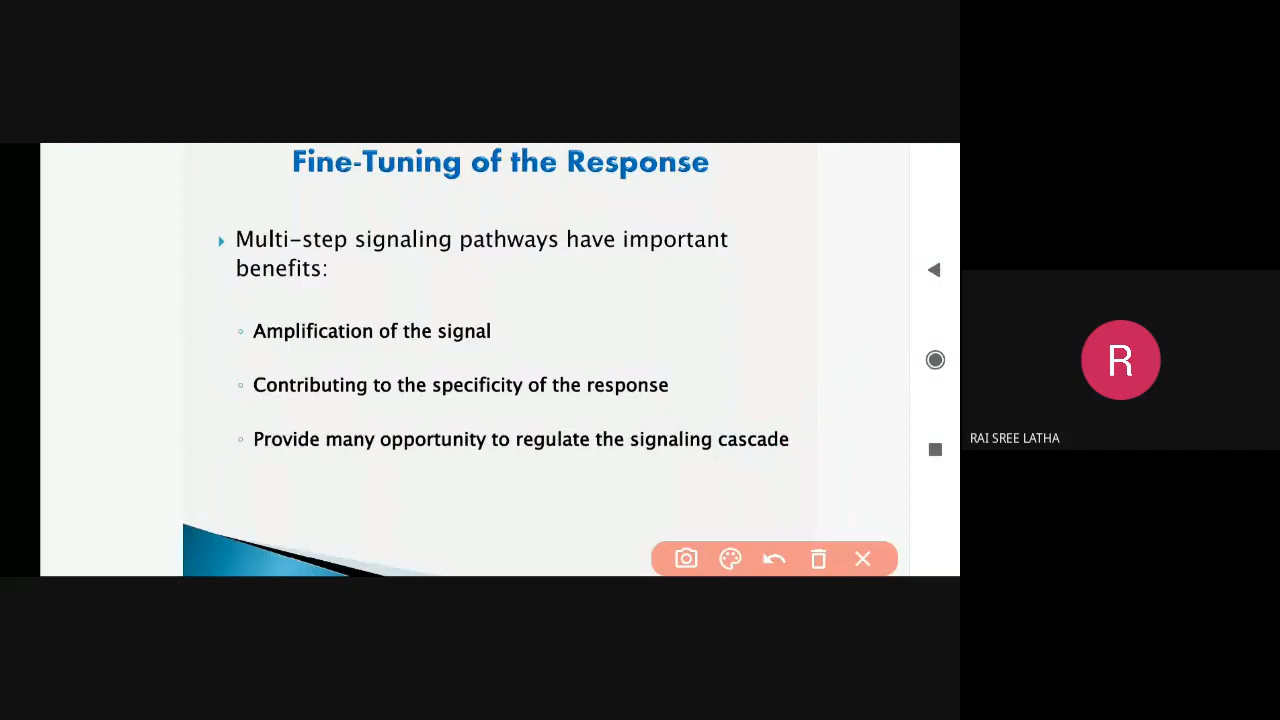 Fine-Tuning of the Response
Multi-step signaling pathways have important
benefits:
Amplification of the signal
Contributing to the specificity of the response
Provide many opportunity to regulate the signaling cascade
R
RAI SREE LATHA